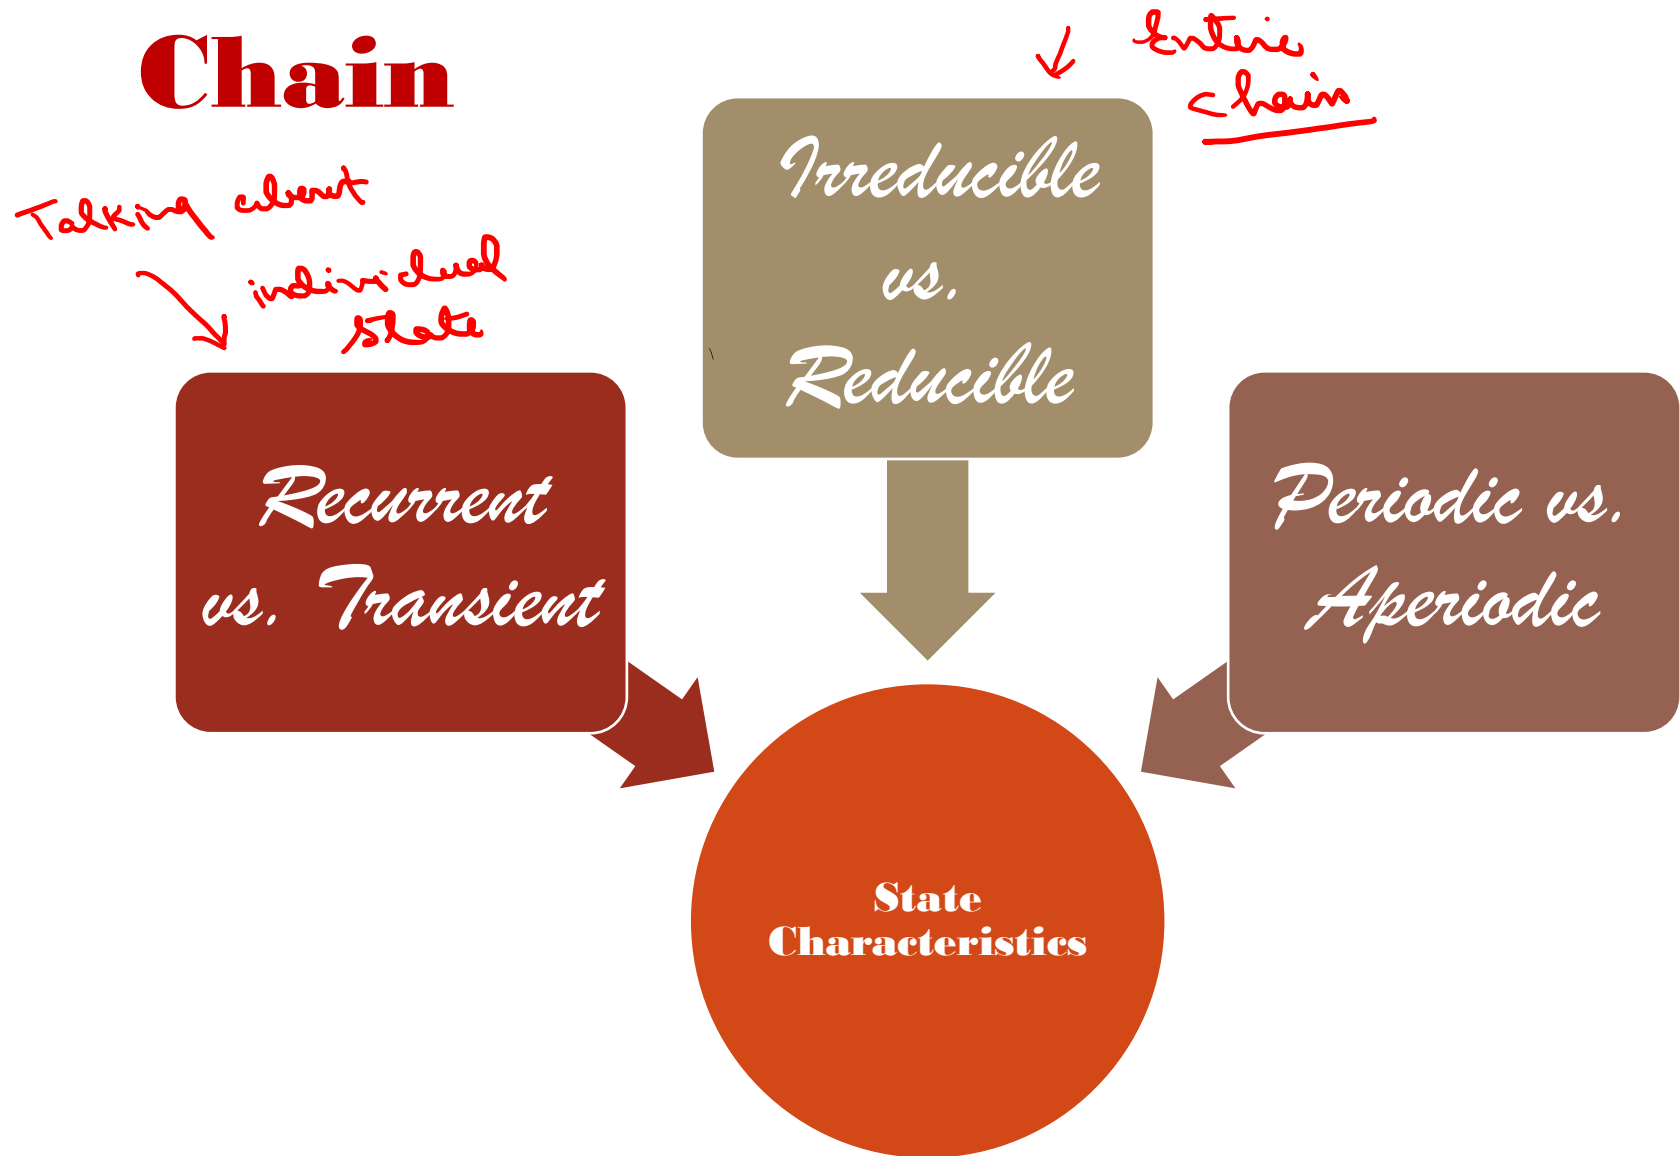 Chain
Entire
chain
Talking about
individual
state
Irreducible
vs.
Reducible
Recurrent
vs. Transient
Periodic vs.
Aperiodic
State
Characteristics